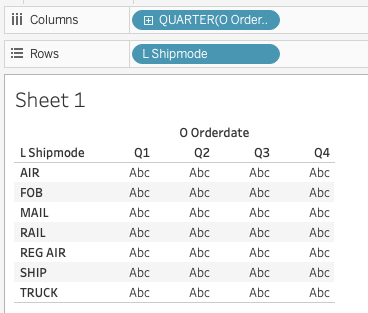 Columns QUARTER(O Order..
Rows L Shipmode
Sheet 1
O Orderdate
L Shipmode Q1 Q2 Q3 Q4
AIR Abc Abc Abc Abc
FOB Abc Abc Abc Abc
MAIL Abc Abc Abc Abc
RAIL Abc Abc Abc Abc
REG AIR Abc Abc Abc Abc
SHIP Abc Abc Abc Abc
TRUCK Abc Abc Abc Abc